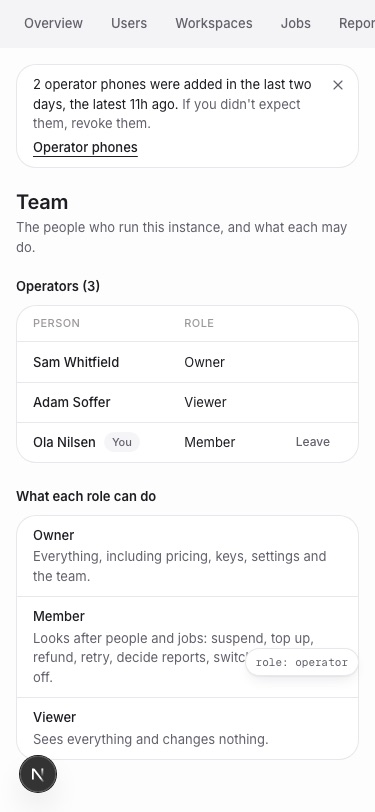 Overview Users Workspaces Jobs Repor
2 operator phones were added in the last two
days, the latest 11h ago. If you didn't expect
them, revoke them.
Operator phones
Team
The people who run this instance, and what each may
do.
Operators (3)
PERSON ROLE
Sam Whitfield Owner
Adam Soffer Viewer
Ola Nilsen You Member Leave
What each role can do
Owner
Everything, including pricing, keys, settings and
the team.
Member
Looks after people and jobs: suspend, top up,
refund, retry, decide reports, switc
role: operator
off.
Viewer
Sees everything and changes nothing.
N